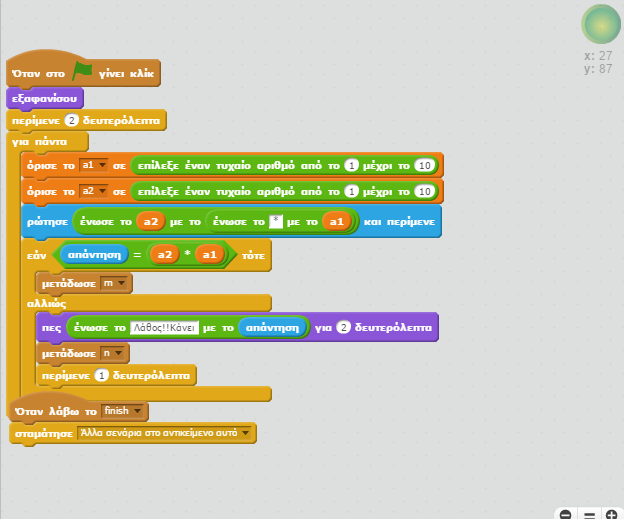 x: 27
y: 87
Όταν στο γίνει κλίκ
εξαφανίσου
περίμενε 2 δευτερόλεπτα
για πάντα
όρισε το a1 σε επίλεξε έναν τυχαίο αριθμό από το 1 μέχρι το 10
όρισε το a2 σε επίλεξε έναν τυχαίο αριθμό από το 1 μέχρι το 10
ρώτησε ένωσε το a2 με το ένωσε το * με το a1 και περίμενε
εάν απάντηση = a2 * a1 τότε
μετάδωσε m
αλλιώς
πες ένωσε το Λάθος!!Κάνει με το απάντηση για 2 δευτερόλεπτα
μετάδωσε n
περίμενε 1 δευτερόλεπτα
Όταν λάβω το finish
σταμάτησε Άλλα σενάρια στο αντικείμενο αυτό